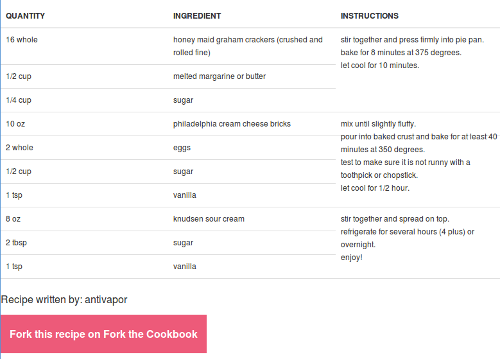 QUANTITY INGREDIENT INSTRUCTIONS
16 whole honey maid graham crackers (crushed and
rolled fine)
stir together and press firmly into pie pan.
bake for 8 minutes at 375 degrees.
let cool for 10 minutes.
1/2 cup melted margarine or butter
1/4 cup sugar
10 oz philadelphia cream cheese bricks
mix until slightly fluffy.
pour into baked crust and bake for at least 40
minutes at 350 degrees.
test to make sure it is not runny with a
toothpick or chopstick.
let cool for 1/2 hour.
2 whole eggs
1/2 cup sugar
1 tsp vanilla
8 oz knudsen sour cream
stir together and spread on top.
refrigerate for several hours (4 plus) or
overnight.
enjoy!
2 tbsp sugar
1 tsp vanilla
Recipe written by: antivapor
Fork this recipe on Fork the Cookbook